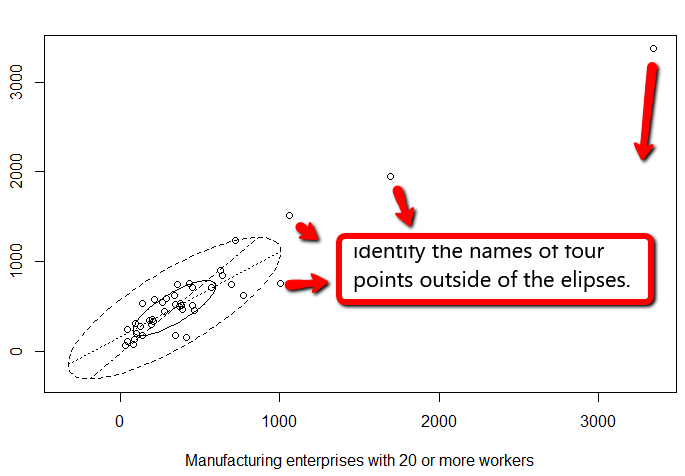 3000
2000
1000
0
identify the names of four
points outside of the elipses.
0
1000
2000
3000
Manufacturing enterprises with 20 or more workers